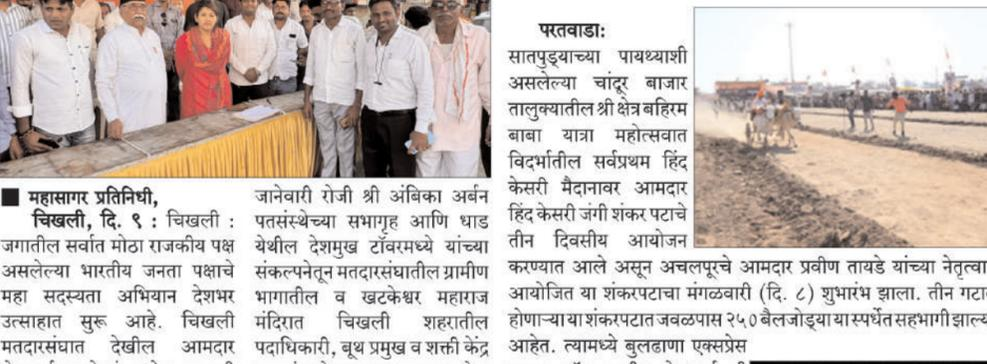 ■ महासागर प्रतिनिधी,
चिखली, दि. ९ : चिखली :
जगातील सर्वात मोठा राजकीय पक्ष
असलेल्या भारतीय जनता पक्षाचे
महा सदस्यता अभियान देशभर
उत्साहात सुरू आहे. चिखली
मतदारसंघात देखील आमदार
जानेवारी रोजी श्री अंबिका अर्बन
पतसंस्थेच्या सभागृह आणि धाड
येथील देशमुख टॉवरमध्ये यांच्या
संकल्पनेतून मतदारसंघातील ग्रामीण
भागातील व खटकेश्वर महाराज
मंदिरात चिखली शहरातील
पदाधिकारी, बूथ प्रमुख व शक्ती केंद्र
परतवाडा:
सातपुड्याच्या पायथ्याशी
असलेल्या चांदूर बाजार
तालुक्यातील श्री क्षेत्र बहिरम
बाबा यात्रा महोत्सवात
विदर्भातील सर्वप्रथम हिंद
केसरी मैदानावर आमदार
हिंद केसरी जंगी शंकर पटाचे
तीन दिवसीय आयोजन
करण्यात आले असून अचलपूरचे आमदार प्रवीण तायडे यांच्या नेतृत्वा
आयोजित या शंकरपटाचा मंगळवारी (दि. ८) शुभारंभ झाला. तीन गटा
होणाऱ्या या शंकरपटात जवळपास २५० बैलजोड्या या स्पर्धेत सहभागी झाल्य
आहेत. त्यामध्ये बुलढाणा एक्सप्रेस